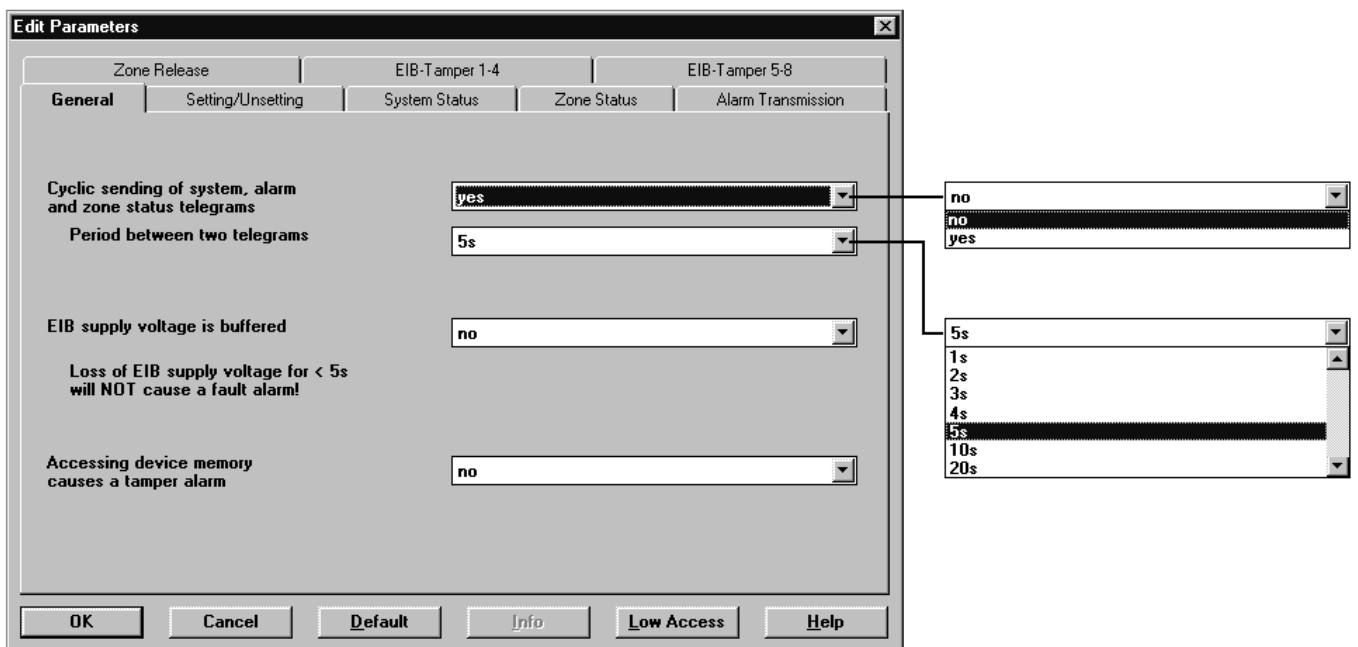 Edit Parameters
Zone Release EIB-Tamper 1-4 EIB-Tamper 5-8
General Setting/Unsetting System Status Zone Status Alarm Transmission
Cyclic sending of system, alarm
and zone status telegrams
yes
Period between two telegrams
5s
EIB supply voltage is buffered
no
Loss of EIB supply voltage for < 5s
will NOT cause a fault alarm!
Accessing device memory
causes a tamper alarm
no
OK Cancel Default Info Low Access Help
no
no
yes
5s
1s
2s
3s
4s
5s
10s
20s